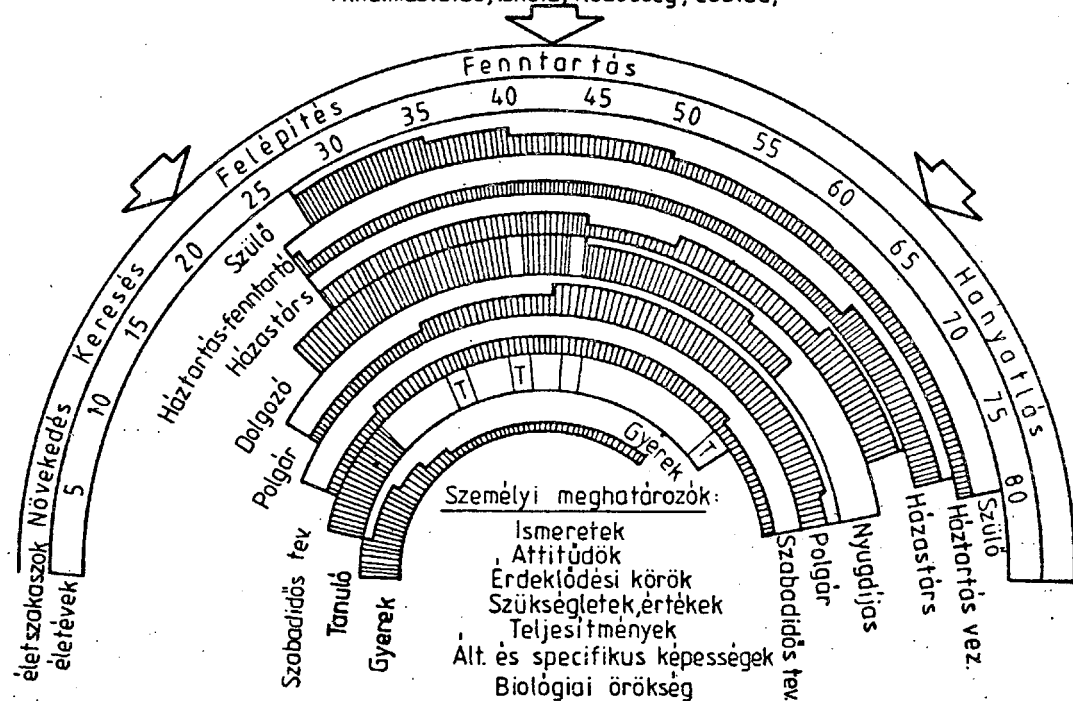 Fenntartás
Felépítés
Keresés
Növekedés
Hanyatlás
életszakaszok
életévek
5
10
15
20
25
30
35
40
45
50
55
60
65
70
75
80
Szülő
Háztartás-fenntartó
Házastárs
Dolgozó
Polgár
Szabadidős tev.
Tanuló
Gyerek
T
T
T
Gyerek
Személyi meghatározók:
Ismeretek
Attitűdök
Érdeklődési körök
Szükségletek,értékek
Teljesítmények
Ált. és specifikus képességek
Biológiai örökség
Szabadidős tev.
Polgár
Nyugdíjas
Házastárs
Háztartás vez.
Szülő